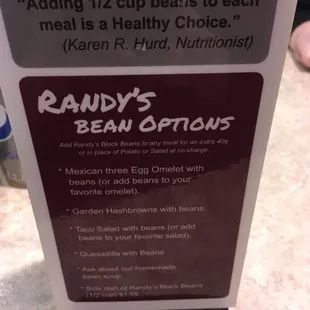 "Adding 1/2 cup beans to each
meal is a Healthy Choice."
(Karen R. Hurd, Nutritionist)
RANDY'S
BEAN OPTIONS
Add Randy's Black Beans to any meal for an extra 40¢
or in place of Potato or Salad at no charge.
* Mexican three Egg Omelet with
beans (or add beans to your
favorite omelet).
* Garden Hashbrowns with beans.
* Taco Salad with beans (or add
beans to your favorite salad).
* Quesadilla with Beans
* Ask about our homemade
bean soup.
* Side dish of Randy's Black Beans
(1/2 cup)